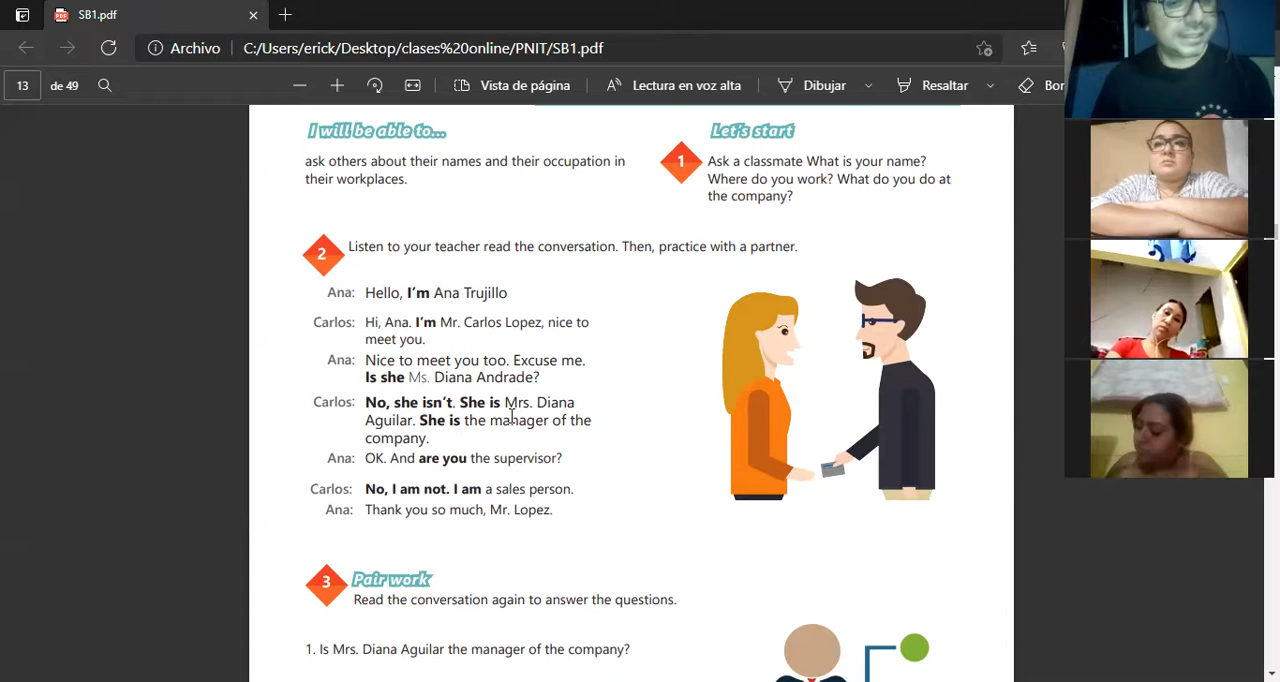 SB1.pdf
Archivo C:/Users/erick/Desktop/clases%20online/PNIT/SB1.pdf
13 de 49 Vista de página Lectura en voz alta Dibujar Resaltar Bor
I will be able to...
ask others about their names and their occupation in
their workplaces.
Let's start
1 Ask a classmate What is your name?
Where do you work? What do you do at
the company?
2 Listen to your teacher read the conversation. Then, practice with a partner.
Ana: Hello, I'm Ana Trujillo
Carlos: Hi, Ana. I'm Mr. Carlos Lopez, nice to
meet you.
Ana: Nice to meet you too. Excuse me.
Is she Ms. Diana Andrade?
Carlos: No, she isn't. She is Mrs. Diana
Aguilar. She is the manager of the
company.
Ana: OK. And are you the supervisor?
Carlos: No, I am not. I am a sales person.
Ana: Thank you so much, Mr. Lopez.
3 Pair work
Read the conversation again to answer the questions.
1. Is Mrs. Diana Aguilar the manager of the company?